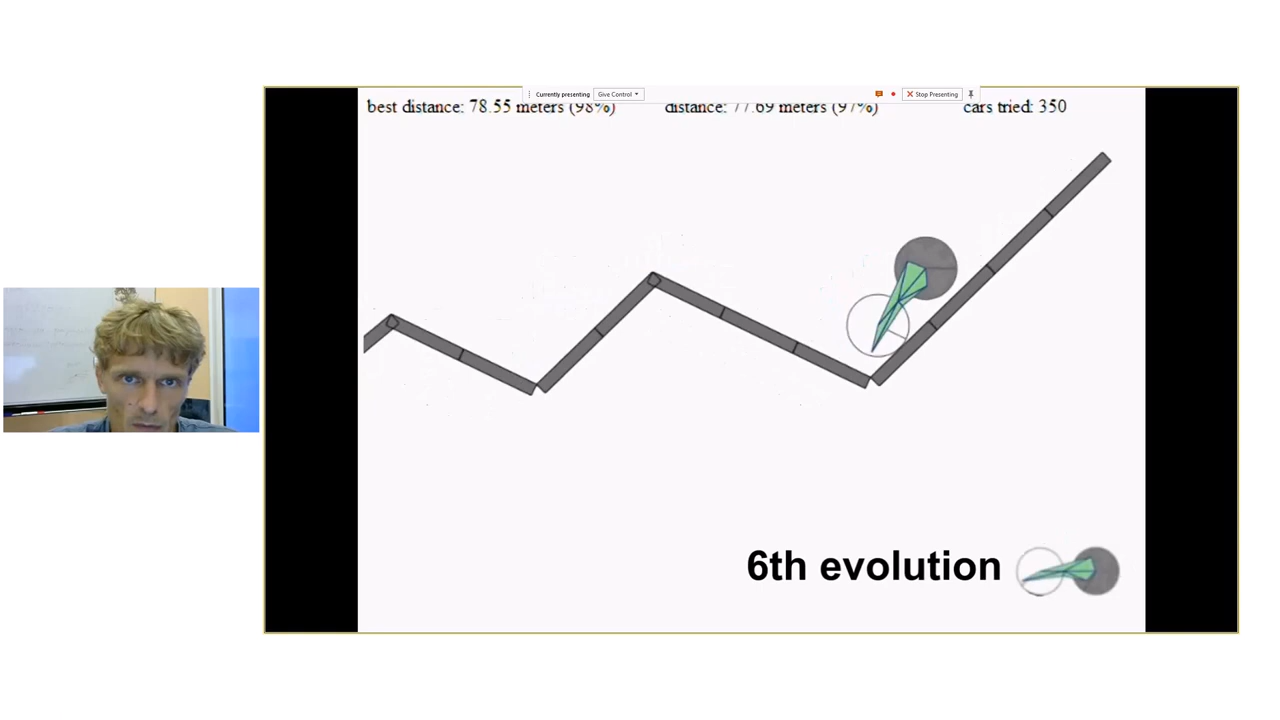 Currently presenting Give Control Stop Presenting
best distance: 78.55 meters (98%) distance: 77.69 meters (97%) cars tried: 350
6th evolution